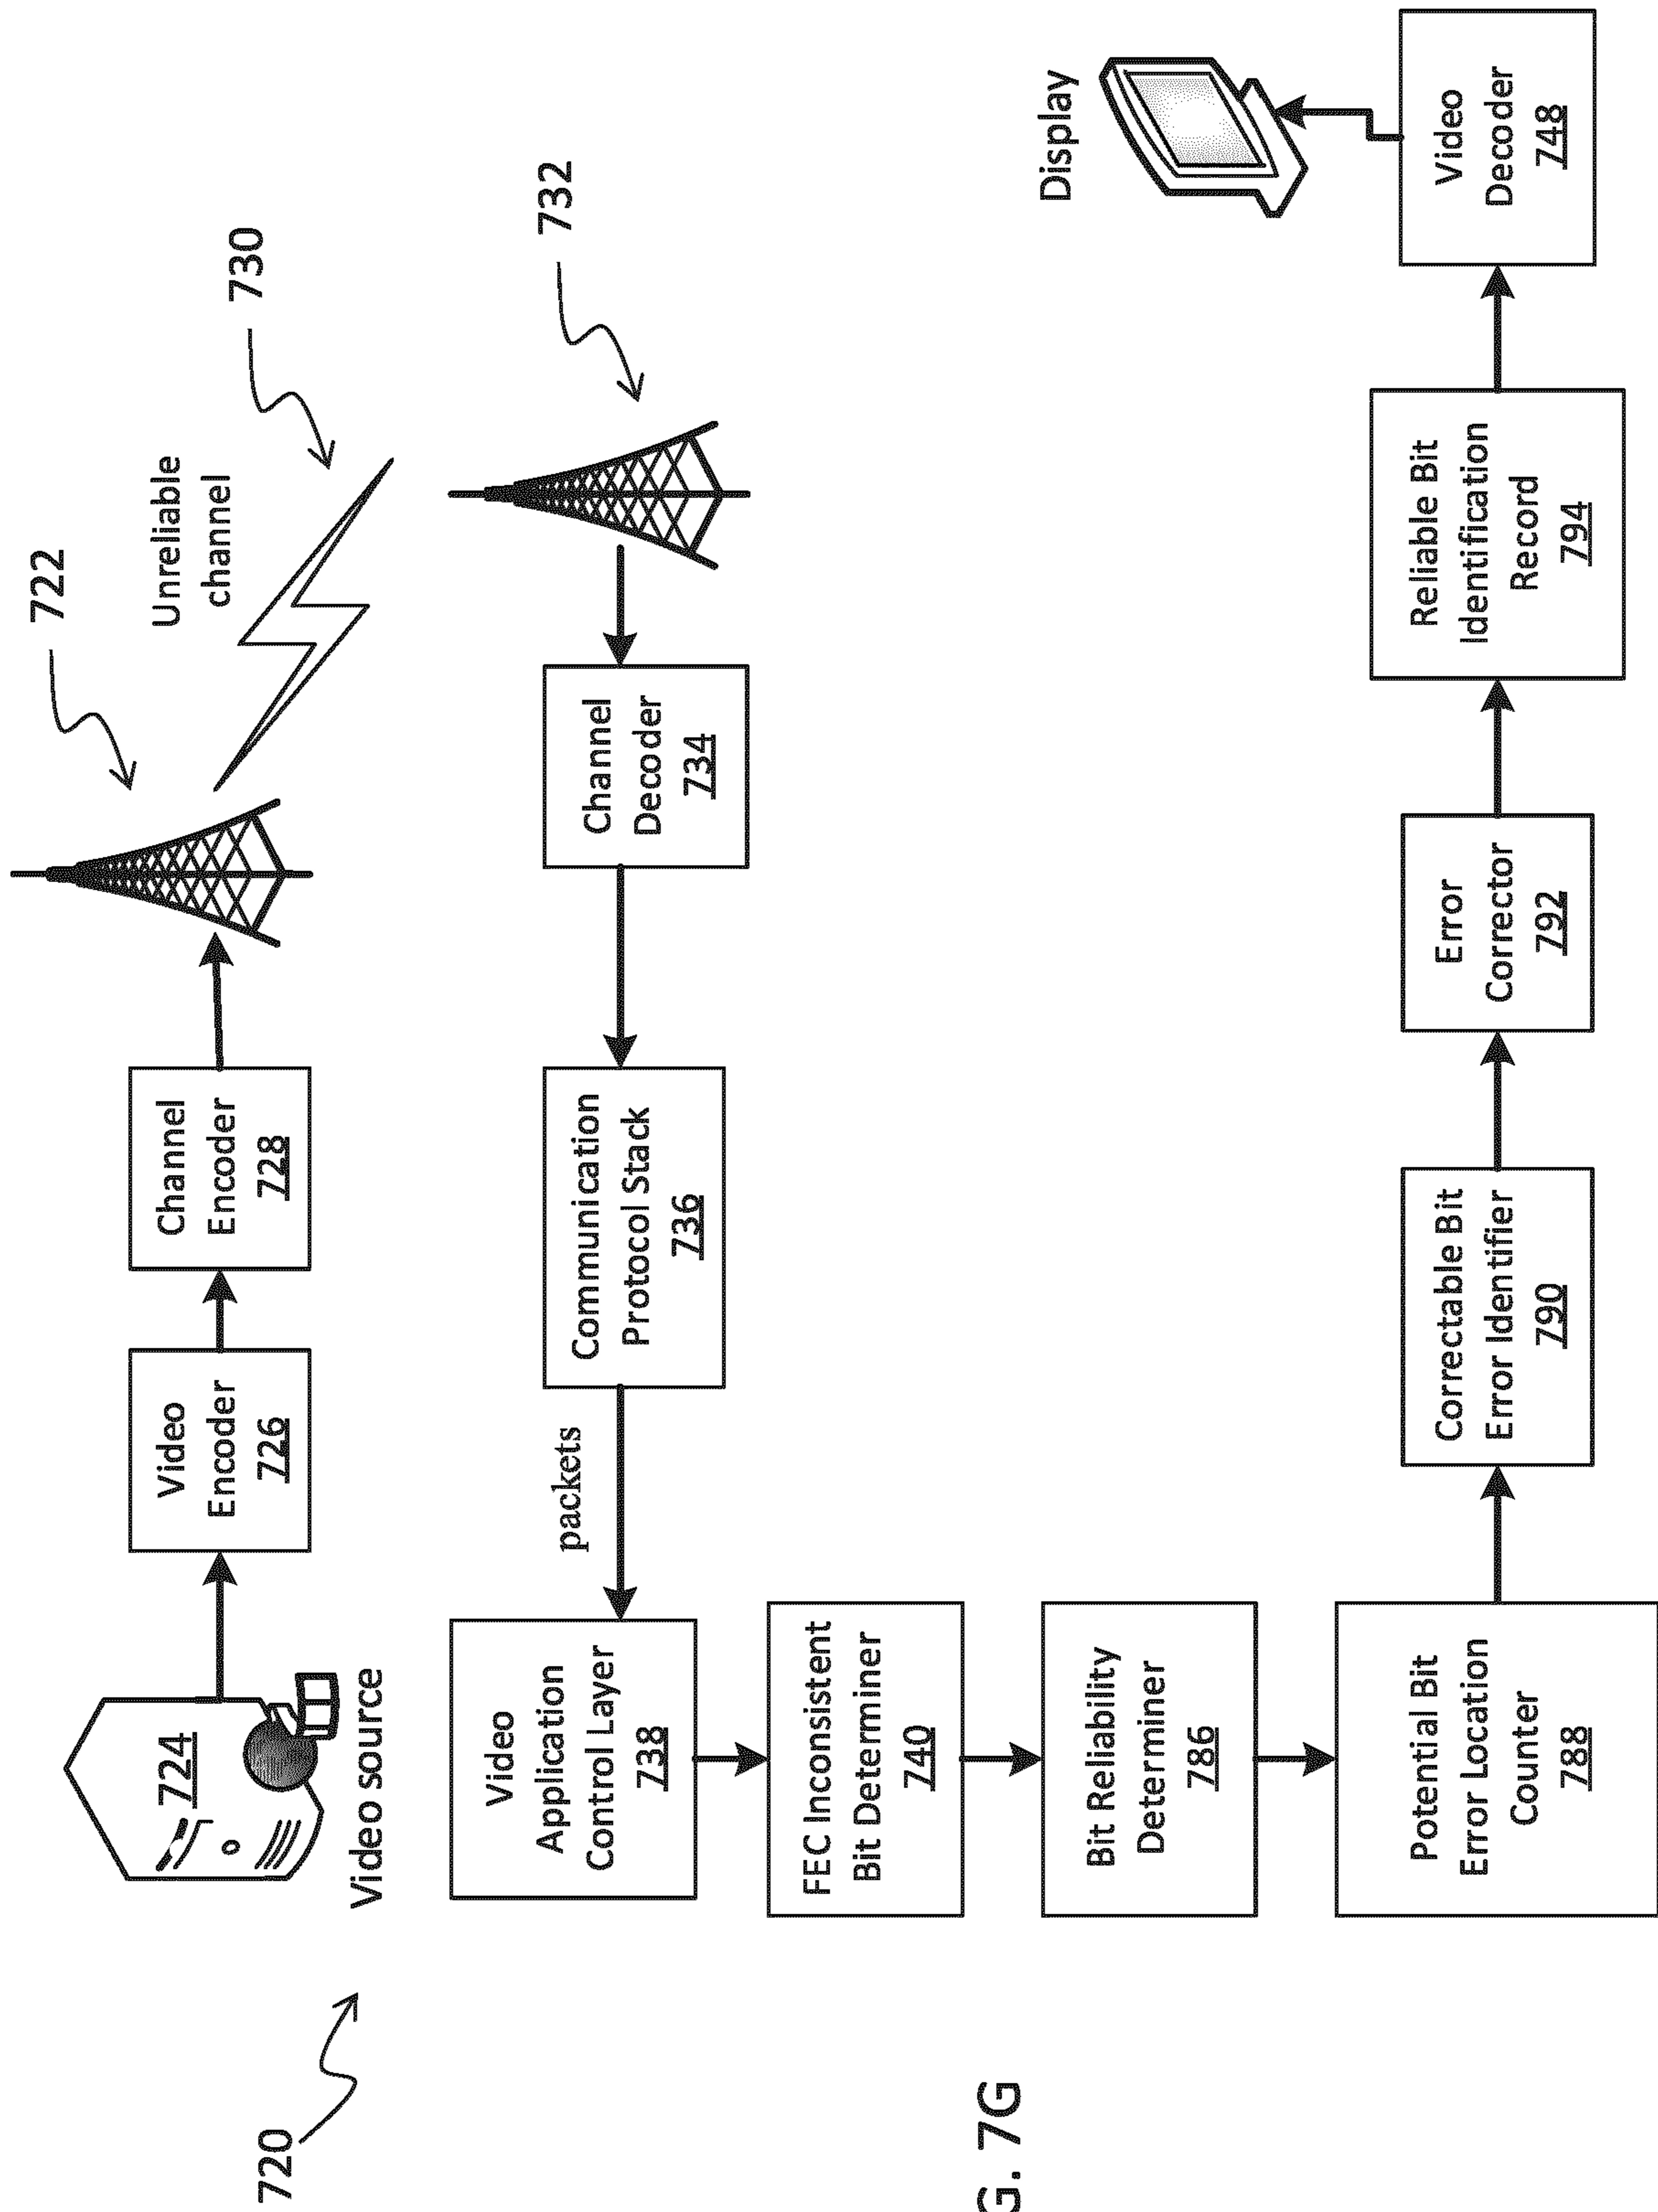 720
722
724
Video source
Video
Encoder
726
Channel
Encoder
728
Unreliable
channel
730
732
Channel
Decoder
734
Communication
Protocol Stack
736
packets
Video
Application
Control Layer
738
FEC Inconsistent
Bit Determiner
740
Bit Reliability
Determiner
786
Potential Bit
Error Location
Counter
788
Correctable Bit
Error Identifier
790
Error
Corrector
792
Reliable Bit
Identification
Record
794
Video
Decoder
748
Display
G. 7G